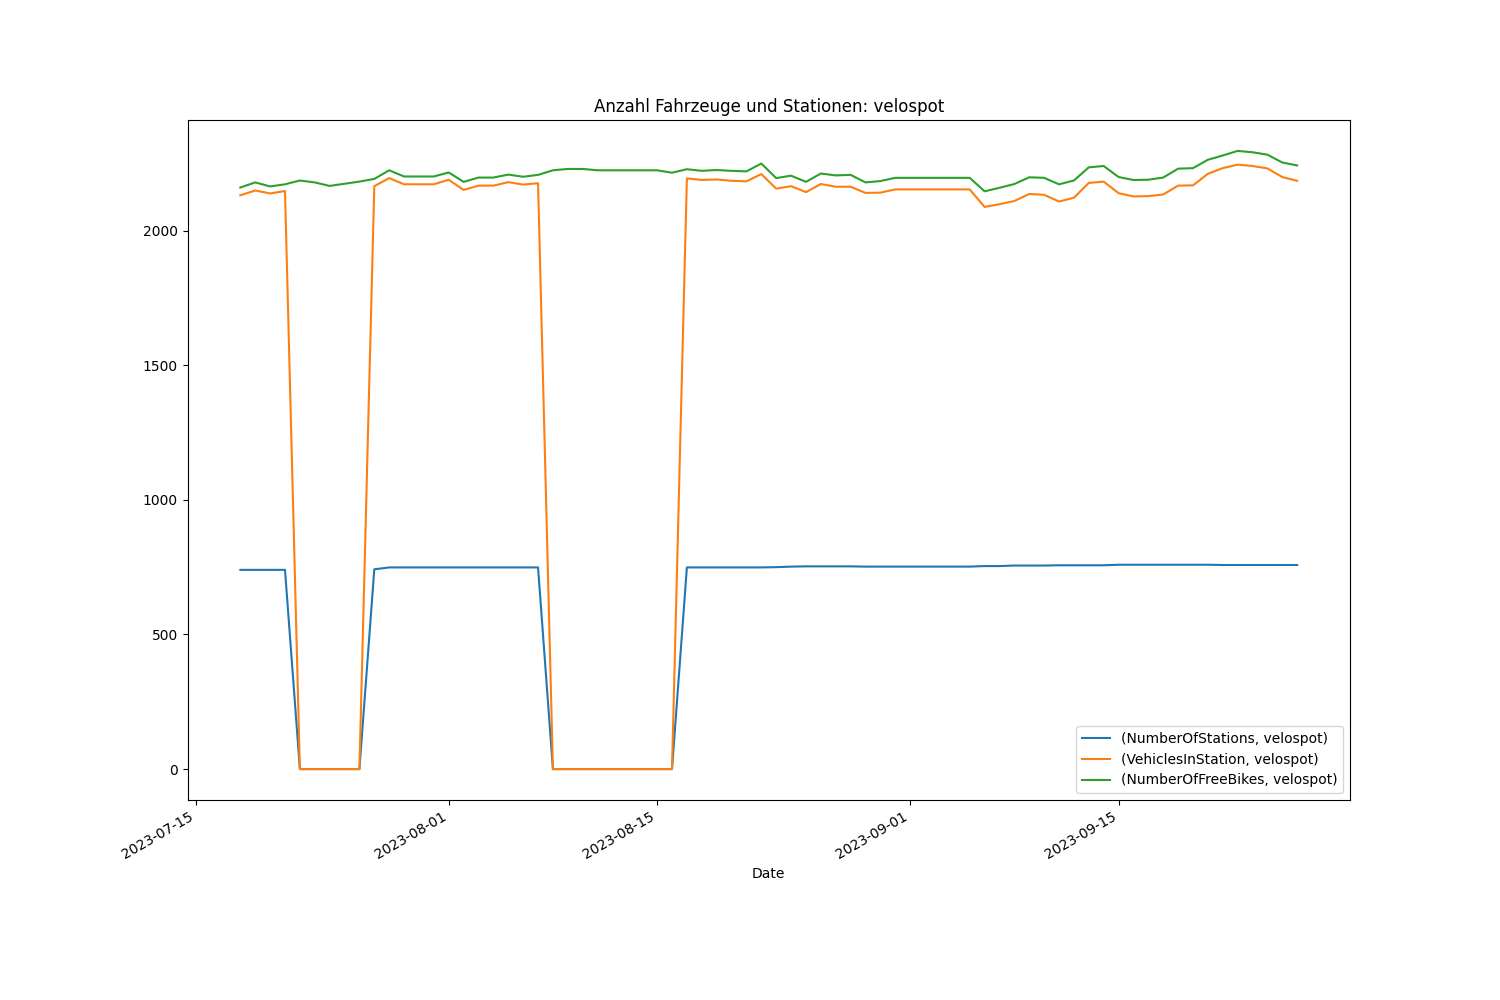 Anzahl Fahrzeuge und Stationen: velospot
2000
1500
1000
500
0
(NumberOfStations, velospot)
(VehiclesInStation, velospot)
(NumberOfFreeBikes, velospot)
2023-07-15
2023-08-01
2023-08-15
2023-09-01
2023-09-15
Date